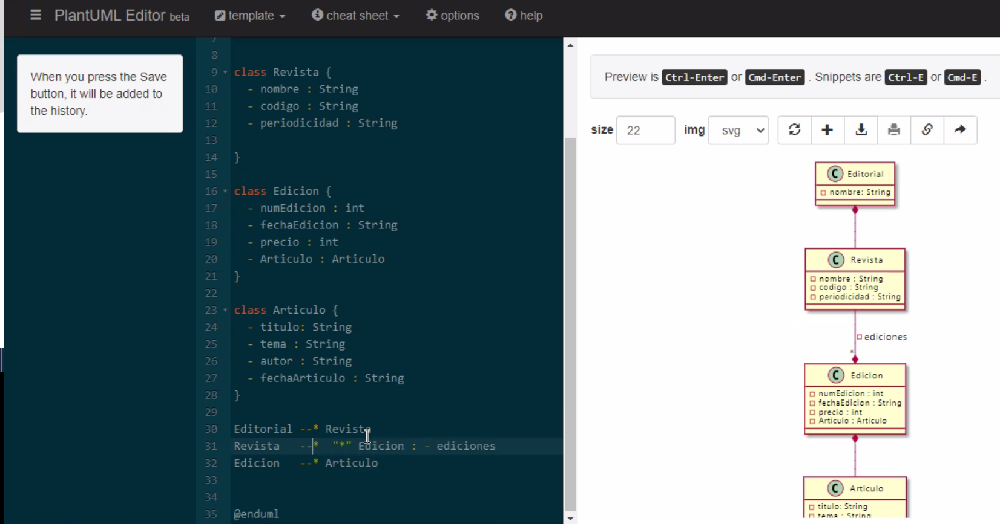 PlantUML Editor beta template cheat sheet options help
When you press the Save
button, it will be added to
the history.
7
8
9 class Revista {
10 - nombre : String
11 - codigo : String
12 - periodicidad : String
13
14 }
15
16 class Edicion {
17 - numEdicion : int
18 - fechaEdicion : String
19 - precio : int
20 - Articulo : Articulo
21 }
22
23 class Articulo {
24 - titulo: String
25 - tema : String
26 - autor : String
27 - fechaArticulo : String
28 }
29
30 Editorial --* Revista
31 Revista --* "*" Edicion : - ediciones
32 Edicion --* Articulo
33
34
35 @enduml
Preview is Ctrl-Enter or Cmd-Enter . Snippets are Ctrl-E or Cmd-E .
size 22 img svg
C Editorial
nombre: String
C Revista
nombre : String
codigo : String
periodicidad : String
ediciones
*
C Edicion
numEdicion : int
fechaEdicion : String
precio : int
Articulo : Articulo
C Articulo
titulo: String
tema : String